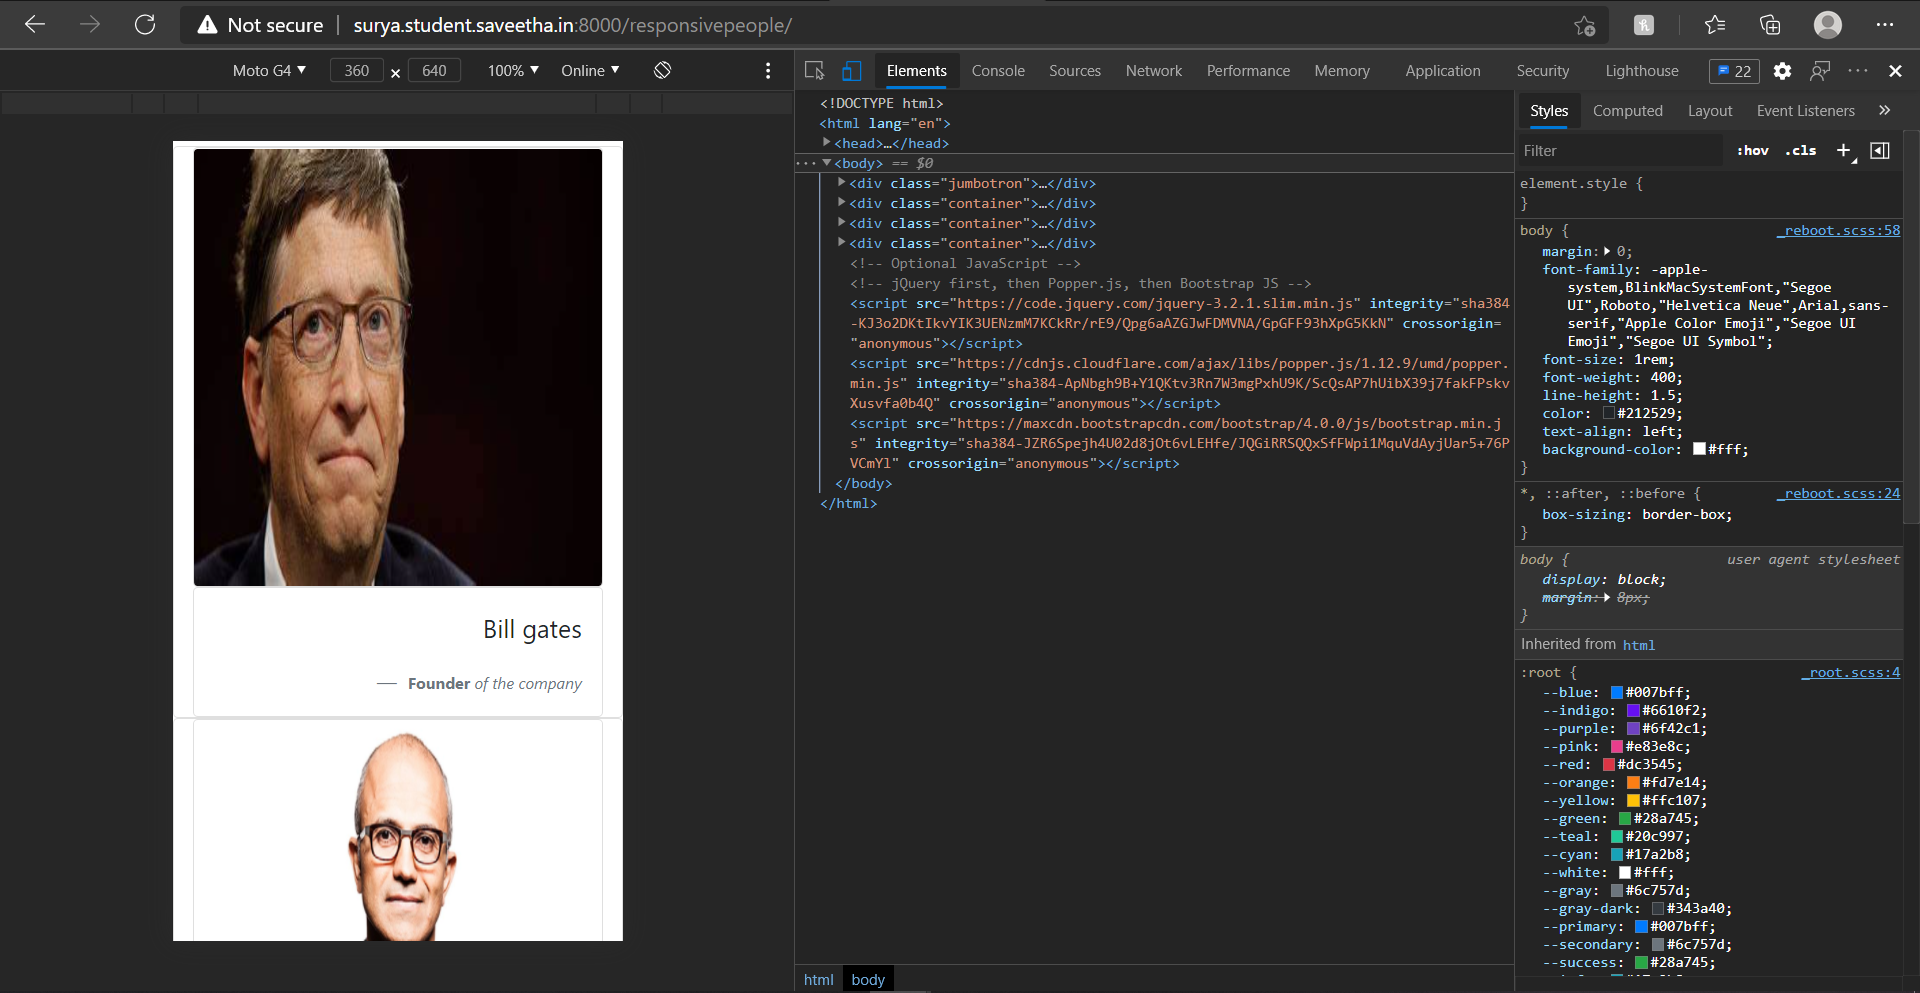 Not secure | surya.student.saveetha.in:8000/responsivepeople/
Moto G4 ▼ 360 x 640 100% ▼ Online ▼
Elements Console Sources Network Performance Memory Application Security Lighthouse 22
Bill gates
— Founder of the company
<!DOCTYPE html>
<html lang="en">
<head>…</head>
<body> == $0
<div class="jumbotron">…</div>
<div class="container">…</div>
<div class="container">…</div>
<div class="container">…</div>
<!-- Optional JavaScript -->
<!-- jQuery first, then Popper.js, then Bootstrap JS -->
<script src="https://code.jquery.com/jquery-3.2.1.slim.min.js" integrity="sha384
-KJ3o2DKtIkvYIK3UENzmM7KCkRr/rE9/Qpg6aAZGJwFDMVNA/GpGFF93hXpG5KkN" crossorigin=
"anonymous"></script>
<script src="https://cdnjs.cloudflare.com/ajax/libs/popper.js/1.12.9/umd/popper.
min.js" integrity="sha384-ApNbgh9B+Y1QKtv3Rn7W3mgPxhU9K/ScQsAP7hUibX39j7fakFPskv
Xusvfa0b4Q" crossorigin="anonymous"></script>
<script src="https://maxcdn.bootstrapcdn.com/bootstrap/4.0.0/js/bootstrap.min.j
s" integrity="sha384-JZR6Spejh4U02d8jOt6vLEHfe/JQGiRRSQQxSfFWpi1MquVdAyjUar5+76P
VCmYl" crossorigin="anonymous"></script>
</body>
</html>
html body
Styles Computed Layout Event Listeners »
Filter :hov .cls +
element.style {
}
body { _reboot.scss:58
margin: 0;
font-family: -apple-
system,BlinkMacSystemFont,"Segoe
UI",Roboto,"Helvetica Neue",Arial,sans-
serif,"Apple Color Emoji","Segoe UI
Emoji","Segoe UI Symbol";
font-size: 1rem;
font-weight: 400;
line-height: 1.5;
color: #212529;
text-align: left;
background-color: #fff;
}
*, ::after, ::before { _reboot.scss:24
box-sizing: border-box;
}
body { user agent stylesheet
display: block;
margin: 8px;
}
Inherited from html
:root { _root.scss:4
--blue: #007bff;
--indigo: #6610f2;
--purple: #6f42c1;
--pink: #e83e8c;
--red: #dc3545;
--orange: #fd7e14;
--yellow: #ffc107;
--green: #28a745;
--teal: #20c997;
--cyan: #17a2b8;
--white: #fff;
--gray: #6c757d;
--gray-dark: #343a40;
--primary: #007bff;
--secondary: #6c757d;
--success: #28a745;